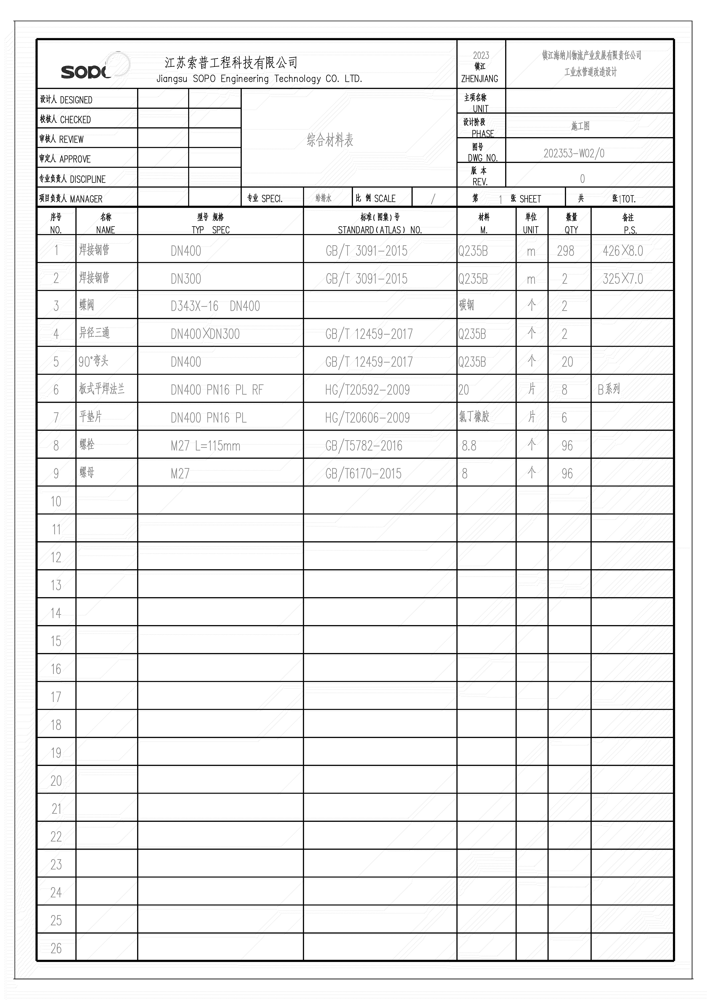 SOPO
江苏索普工程科技有限公司
Jiangsu SOPO Engineering Technology CO. LTD.
2023
镇江
ZHENJIANG
镇江海纳川物流产业发展有限责任公司
工业水管道改造设计
设计人 DESIGNED
校核人 CHECKED
审核人 REVIEW
审定人 APPROVE
专业负责人 DISCIPLINE
项目负责人 MANAGER
综合材料表
主项名称
UNIT
设计阶段
PHASE
施工图
图号
DWG NO.
202353-W02/0
版 本
REV.
0
专业 SPECI. 给排水 比 例 SCALE / 第 1 张 SHEET 共 1 张 TOT.
序号 名称 型号 规格 标准(图集)号 材料 单位 数量 备注
NO. NAME TYP SPEC STANDARD(ATLAS) NO. M. UNIT QTY P.S.
1 焊接钢管 DN400 GB/T 3091-2015 Q235B m 298 426×8.0
2 焊接钢管 DN300 GB/T 3091-2015 Q235B m 2 325×7.0
3 蝶阀 D343X-16 DN400 碳钢 个 2
4 异径三通 DN400×DN300 GB/T 12459-2017 Q235B 个 2
5 90°弯头 DN400 GB/T 12459-2017 Q235B 个 20
6 板式平焊法兰 DN400 PN16 PL RF HG/T20592-2009 20 片 8 B系列
7 平垫片 DN400 PN16 PL HG/T20606-2009 氯丁橡胶 片 6
8 螺栓 M27 L=115mm GB/T5782-2016 8.8 个 96
9 螺母 M27 GB/T6170-2015 8 个 96
10
11
12
13
14
15
16
17
18
19
20
21
22
23
24
25
26